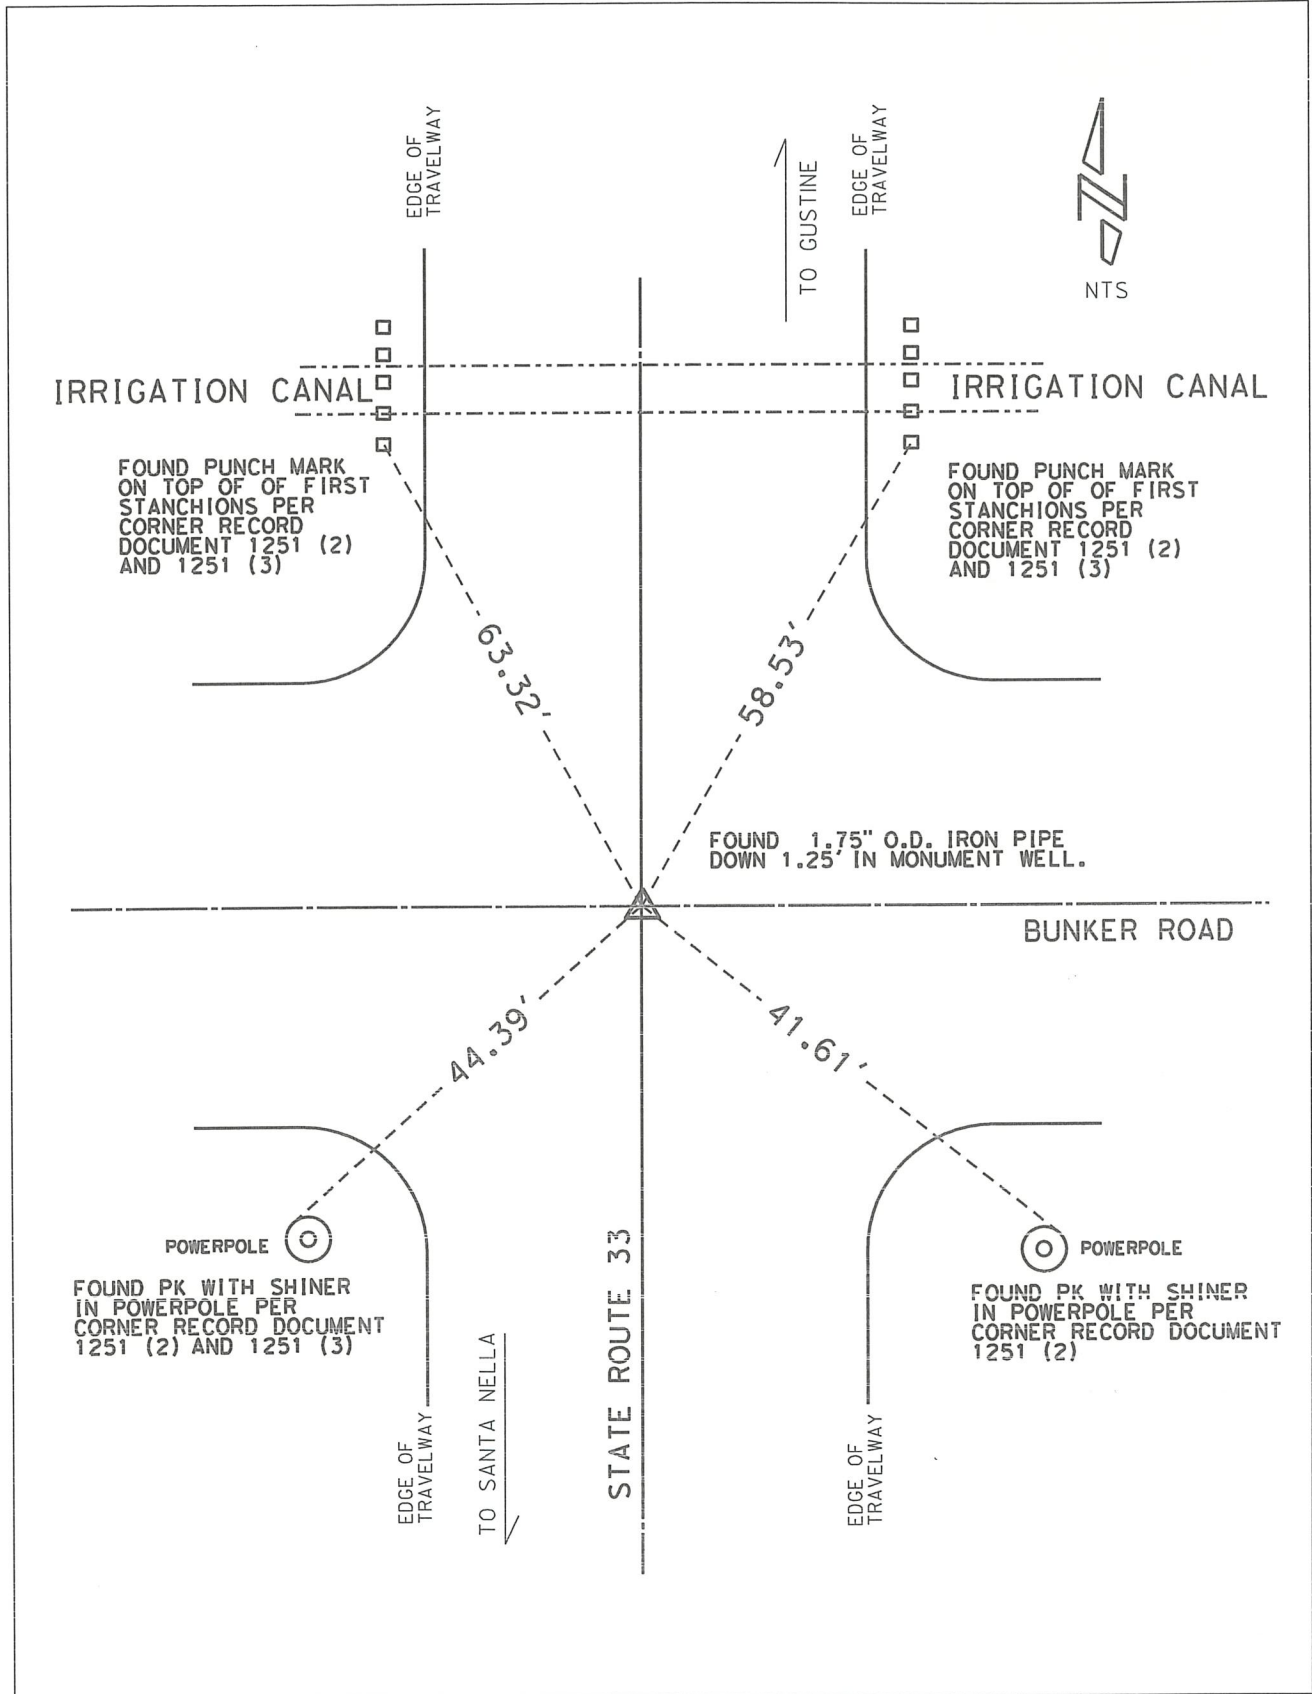 EDGE OF
TRAVELWAY
TO GUSTINE
EDGE OF
TRAVELWAY
NTS
IRRIGATION CANAL
IRRIGATION CANAL
FOUND PUNCH MARK
ON TOP OF OF FIRST
STANCHIONS PER
CORNER RECORD
DOCUMENT 1251 (2)
AND 1251 (3)
FOUND PUNCH MARK
ON TOP OF OF FIRST
STANCHIONS PER
CORNER RECORD
DOCUMENT 1251 (2)
AND 1251 (3)
63.32'
58.53'
FOUND 1.75" O.D. IRON PIPE
DOWN 1.25' IN MONUMENT WELL.
BUNKER ROAD
44.39'
41.61'
POWERPOLE
FOUND PK WITH SHINER
IN POWERPOLE PER
CORNER RECORD DOCUMENT
1251 (2) AND 1251 (3)
POWERPOLE
FOUND PK WITH SHINER
IN POWERPOLE PER
CORNER RECORD DOCUMENT
1251 (2)
STATE ROUTE 33
TO SANTA NELLA
EDGE OF
TRAVELWAY
EDGE OF
TRAVELWAY